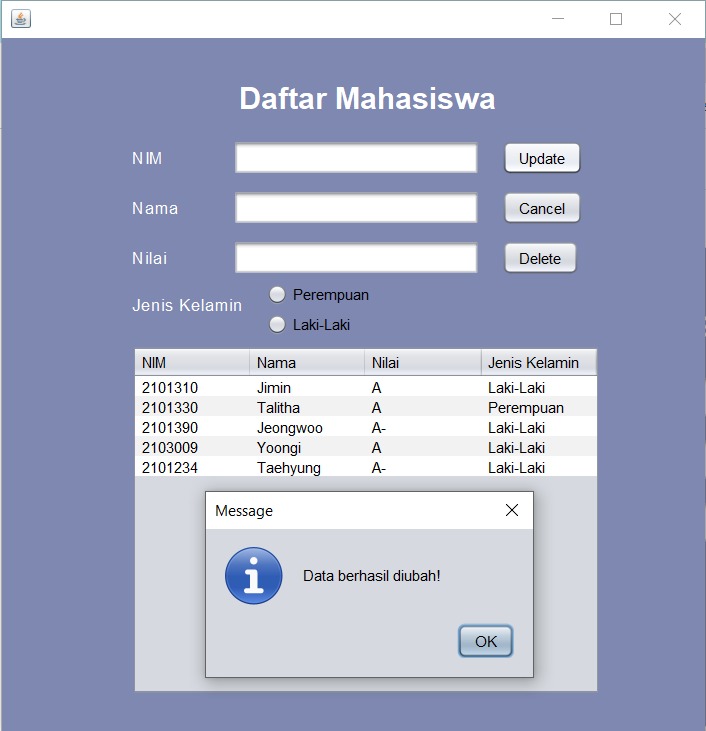 Daftar Mahasiswa
NIM Update
Nama Cancel
Nilai Delete
Jenis Kelamin
Perempuan
Laki-Laki
NIM Nama Nilai Jenis Kelamin
2101310 Jimin A Laki-Laki
2101330 Talitha A Perempuan
2101390 Jeongwoo A- Laki-Laki
2103009 Yoongi A Laki-Laki
2101234 Taehyung A- Laki-Laki
Message
Data berhasil diubah!
OK